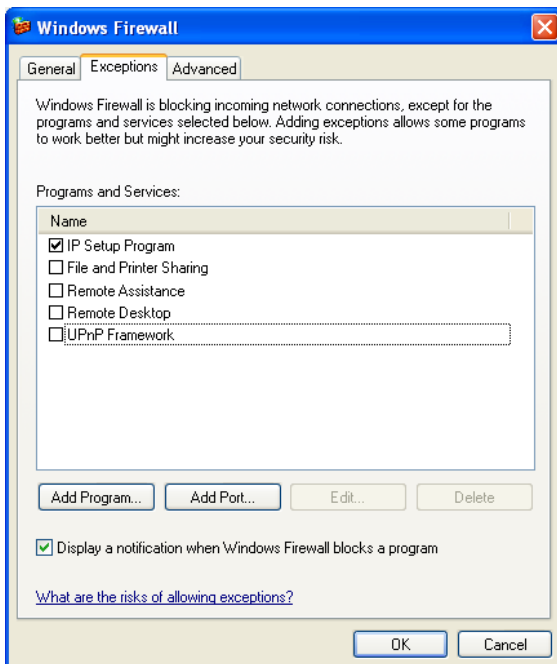 Windows Firewall
General Exceptions Advanced
Windows Firewall is blocking incoming network connections, except for the
programs and services selected below. Adding exceptions allows some programs
to work better but might increase your security risk.
Programs and Services:
Name
IP Setup Program
File and Printer Sharing
Remote Assistance
Remote Desktop
UPnP Framework
Add Program... Add Port... Edit... Delete
Display a notification when Windows Firewall blocks a program
What are the risks of allowing exceptions?
OK Cancel